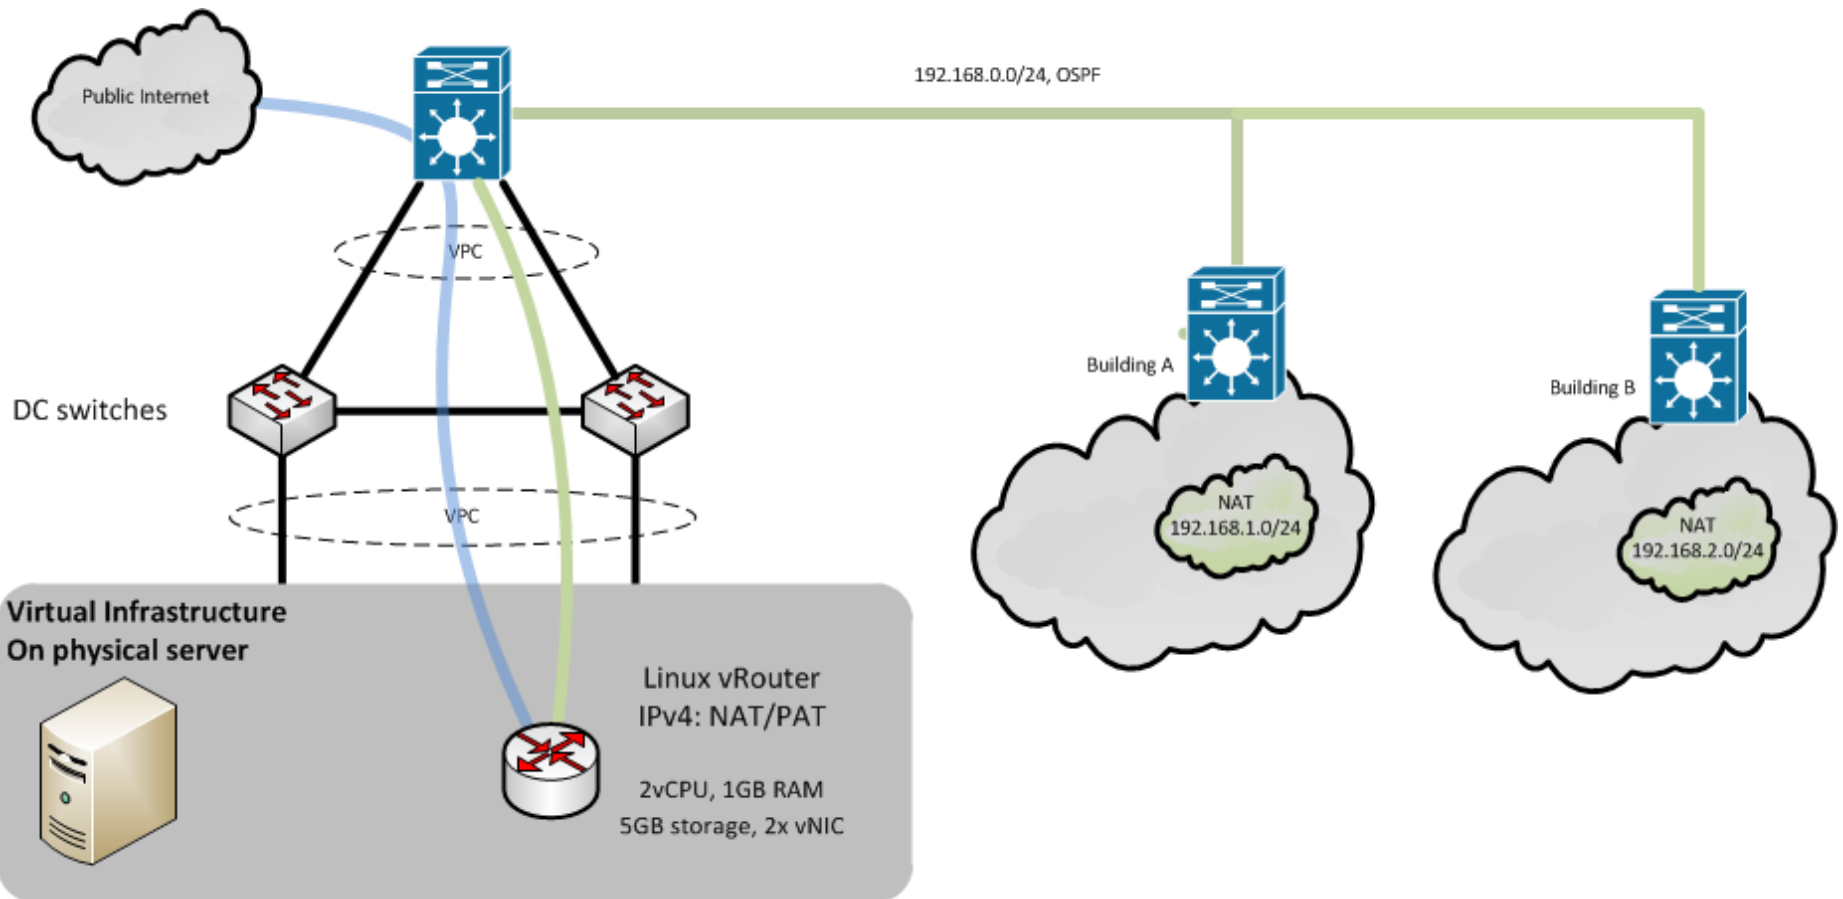 Public Internet
192.168.0.0/24, OSPF
VPC
Building A
Building B
DC switches
NAT
192.168.1.0/24
NAT
192.168.2.0/24
VPC
Virtual Infrastructure
On physical server
Linux vRouter
IPv4: NAT/PAT
2vCPU, 1GB RAM
5GB storage, 2x vNIC